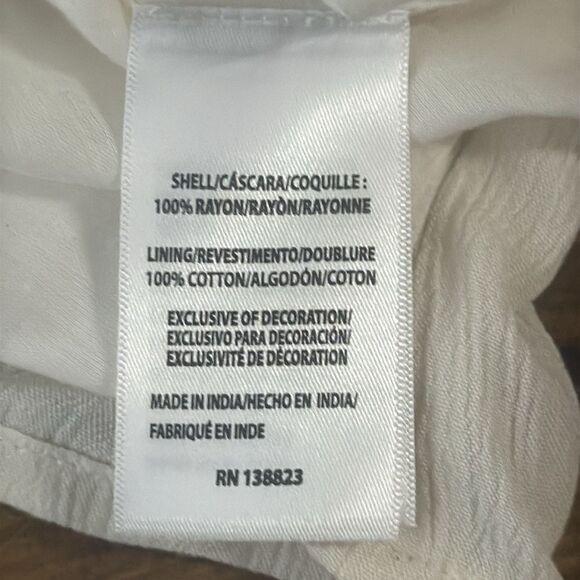 SHELL/CÁSCARA/COQUILLE :
100% RAYON/RAYÒN/RAYONNE
LINING/REVESTIMENTO/DOUBLURE
100% COTTON/ALGODÓN/COTON
EXCLUSIVE OF DECORATION/
EXCLUSIVO PARA DECORACIÓN/
EXCLUSIVITÉ DE DÉCORATION
MADE IN INDIA/HECHO EN INDIA/
FABRIQUÉ EN INDE
RN 138823